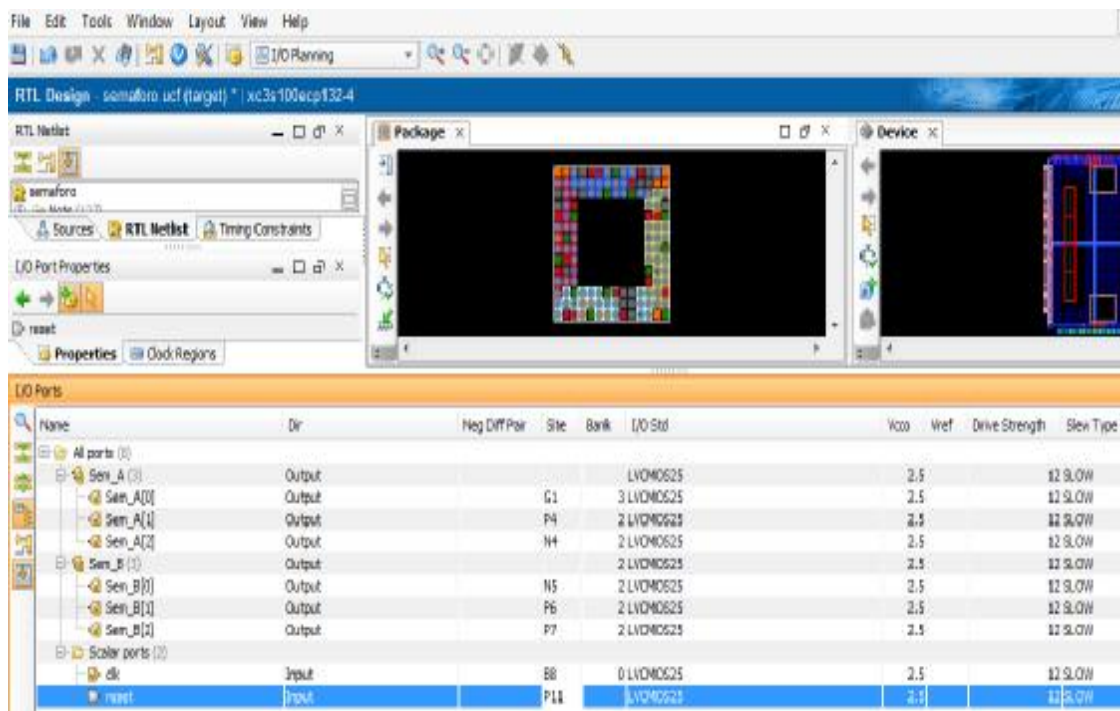 File Edit Tools Window Layout View Help
I/O Planning
RTL Design - semaforo ucf (target) * | xc3s100ecp132-4
RTL Netlist
semaforo
Sources RTL Netlist Timing Constraints
I/O Port Properties
reset
Properties Clock Regions
Package
Device
I/O Ports
Name Dir Neg Diff Pair Site Bank I/O Std Vcco Vref Drive Strength Slew Type
All ports (8)
Sem_A (3) Output LVCMOS25 2.5 12 SLOW
Sem_A[0] Output G1 3 LVCMOS25 2.5 12 SLOW
Sem_A[1] Output P4 2 LVCMOS25 2.5 12 SLOW
Sem_A[2] Output N4 2 LVCMOS25 2.5 12 SLOW
Sem_B (3) Output 2 LVCMOS25 2.5 12 SLOW
Sem_B[0] Output N5 2 LVCMOS25 2.5 12 SLOW
Sem_B[1] Output P6 2 LVCMOS25 2.5 12 SLOW
Sem_B[2] Output P7 2 LVCMOS25 2.5 12 SLOW
Scalar ports (2)
clk Input B8 0 LVCMOS25 2.5 12 SLOW
reset Input P11 LVCMOS25 2.5 12 SLOW